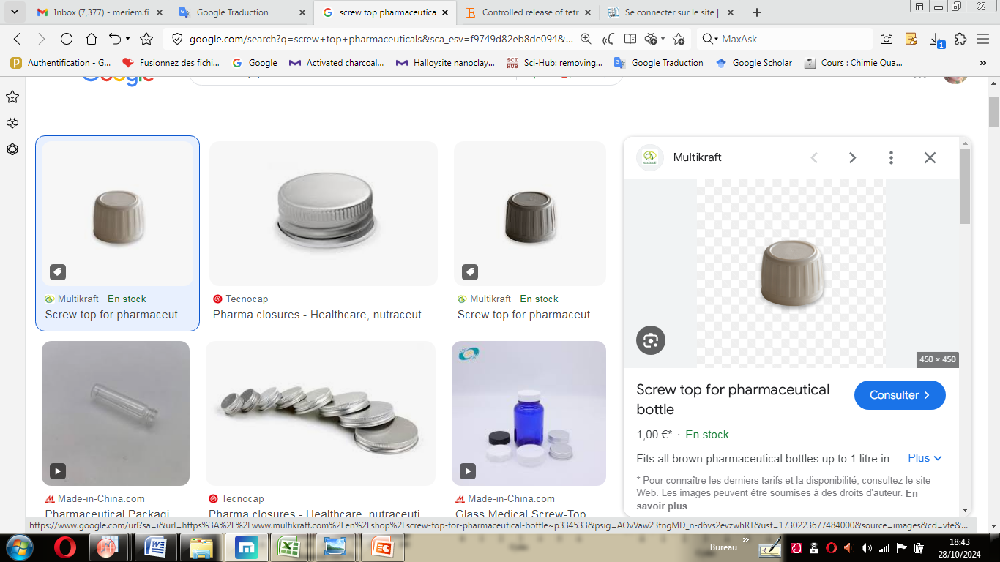 Inbox (7,377) - meriem.fi
Google Traduction
screw top pharmaceutica
Controlled release of tetr
Se connecter sur le site |
google.com/search?q=screw+top+pharmaceuticals&sca_esv=f9749d82eb8de094&...
MaxAsk
1
Authentification - G...
Fusionnez des fichi...
Google
Activated charcoal...
Halloysite nanoclay...
SCI HUB
Sci-Hub: removing...
Google Traduction
Google Scholar
Cours : Chimie Qua...
Multikraft · En stock
Screw top for pharmaceut...
Tecnocap
Pharma closures - Healthcare, nutraceut...
Multikraft · En stock
Screw top for pharmaceut...
Made-in-China.com
Pharmaceutical Packagi
Tecnocap
Pharma closures - Healthcare, nutraceuti
Made-in-China.com
Glass Medical Screw-Top
Multikraft
450 × 450
Screw top for pharmaceutical
bottle
Consulter
1,00 €* · En stock
Fits all brown pharmaceutical bottles up to 1 litre in... Plus
* Pour connaître les derniers tarifs et la disponibilité, consultez le site
Web. Les images peuvent être soumises à des droits d'auteur. En
savoir plus
https://www.google.com/url?sa=i&url=https%3A%2F%2Fwww.multikraft.com%2Fen%2Fshop%2Fscrew-top-for-pharmaceutical-bottle~p334533&psig=AOvVaw23tngMD_n-d6vs2evzwhRT&ust=1730223677484000&source=images&cd=vfe&...
Bureau
18:43
28/10/2024